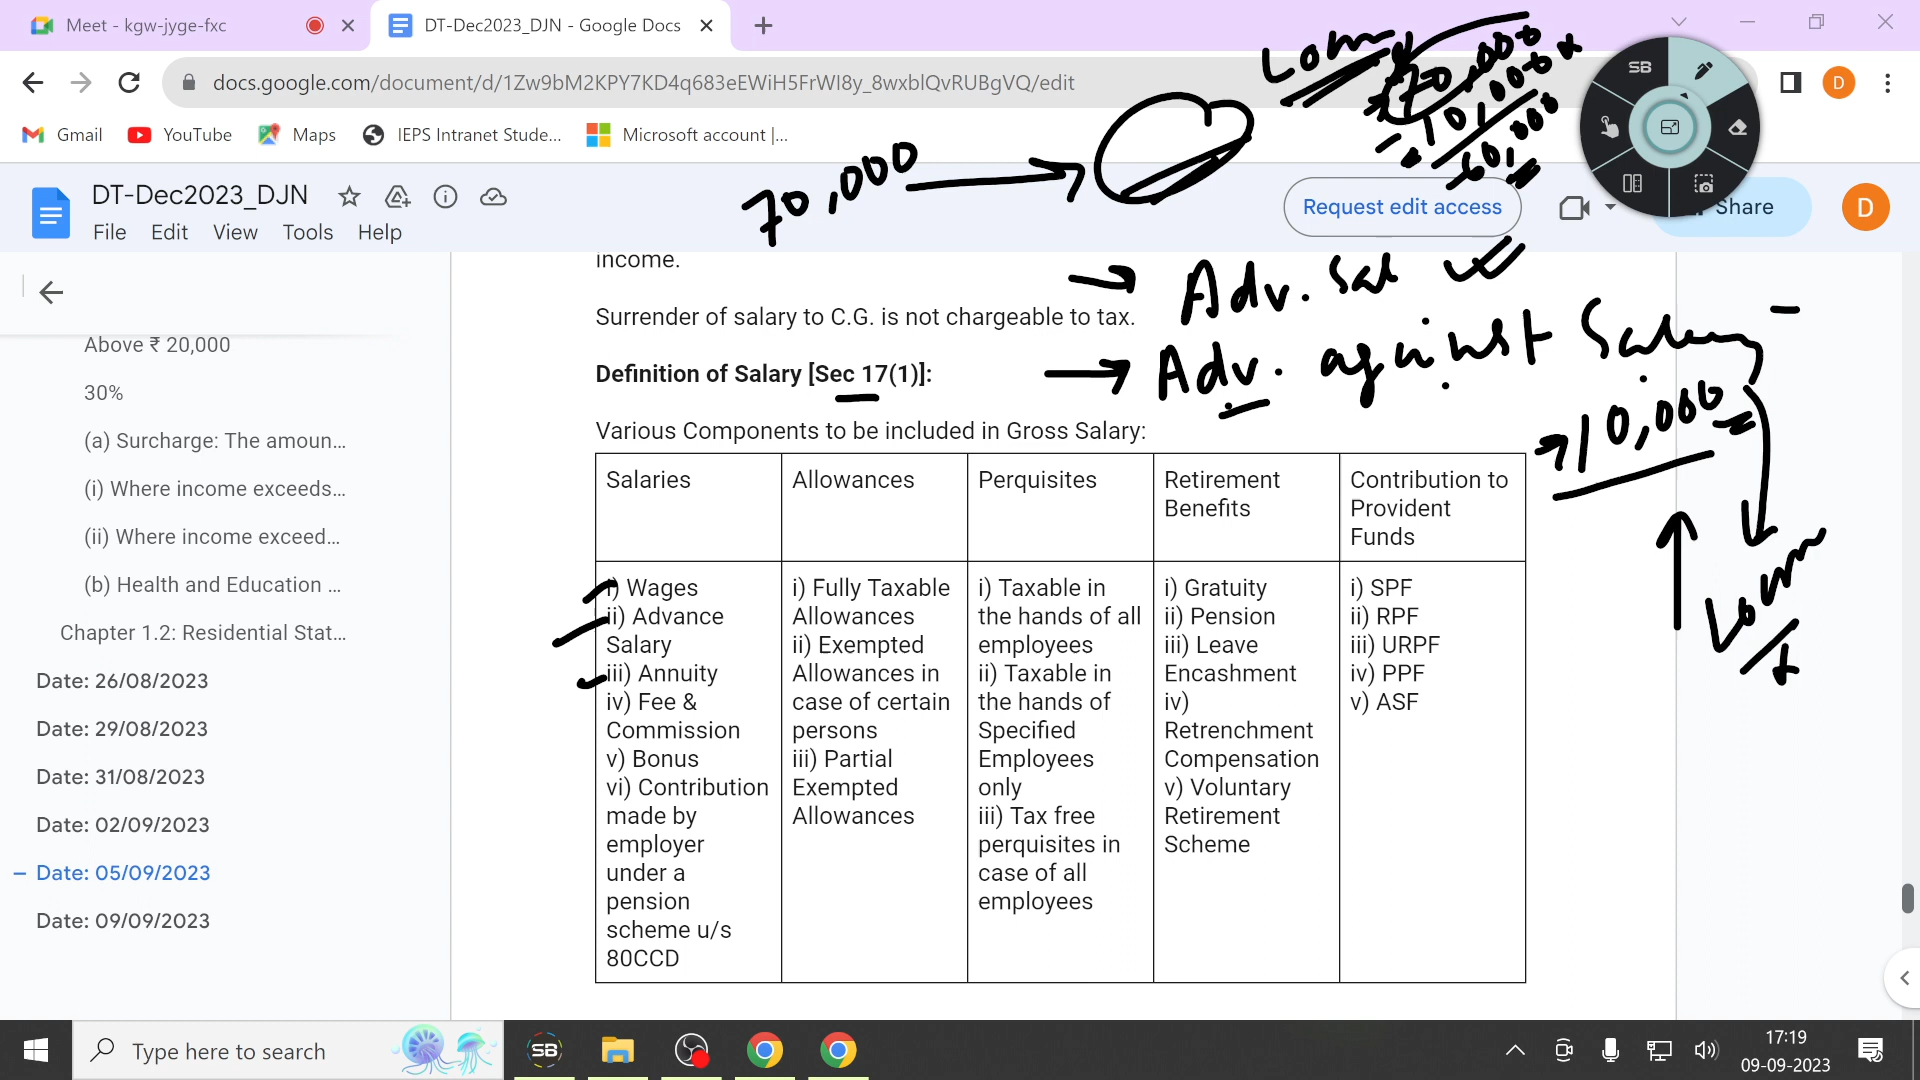 Meet - kgw-jyge-fxc
DT-Dec2023_DJN - Google Docs
docs.google.com/document/d/1Zw9bM2KPY7KD4q683eEWiH5FrWI8y_8wxblQvRUBgVQ/edit
SB
D
Gmail
YouTube
Maps
IEPS Intranet Stude...
Microsoft account |...
Loan
70,000
10,000
60,000
70,000
DT-Dec2023_DJN
File Edit View Tools Help
Request edit access
Share
D
Above ₹ 20,000
30%
(a) Surcharge: The amoun...
(i) Where income exceeds...
(ii) Where income exceed...
(b) Health and Education ...
Chapter 1.2: Residential Stat...
Date: 26/08/2023
Date: 29/08/2023
Date: 31/08/2023
Date: 02/09/2023
Date: 05/09/2023
Date: 09/09/2023
income.
→ Adv. Sal
Surrender of salary to C.G. is not chargeable to tax.
Definition of Salary [Sec 17(1)]:
→ Adv. against Salary
Various Components to be included in Gross Salary:
→ 10,000
Loan
Salaries
Allowances
Perquisites
Retirement
Benefits
Contribution to
Provident
Funds
i) Wages
ii) Advance
Salary
iii) Annuity
iv) Fee &
Commission
v) Bonus
vi) Contribution
made by
employer
under a
pension
scheme u/s
80CCD
i) Fully Taxable
Allowances
ii) Exempted
Allowances in
case of certain
persons
iii) Partial
Exempted
Allowances
i) Taxable in
the hands of all
employees
ii) Taxable in
the hands of
Specified
Employees
only
iii) Tax free
perquisites in
case of all
employees
i) Gratuity
ii) Pension
iii) Leave
Encashment
iv)
Retrenchment
Compensation
v) Voluntary
Retirement
Scheme
i) SPF
ii) RPF
iii) URPF
iv) PPF
v) ASF
Type here to search
SB
17:19
09-09-2023